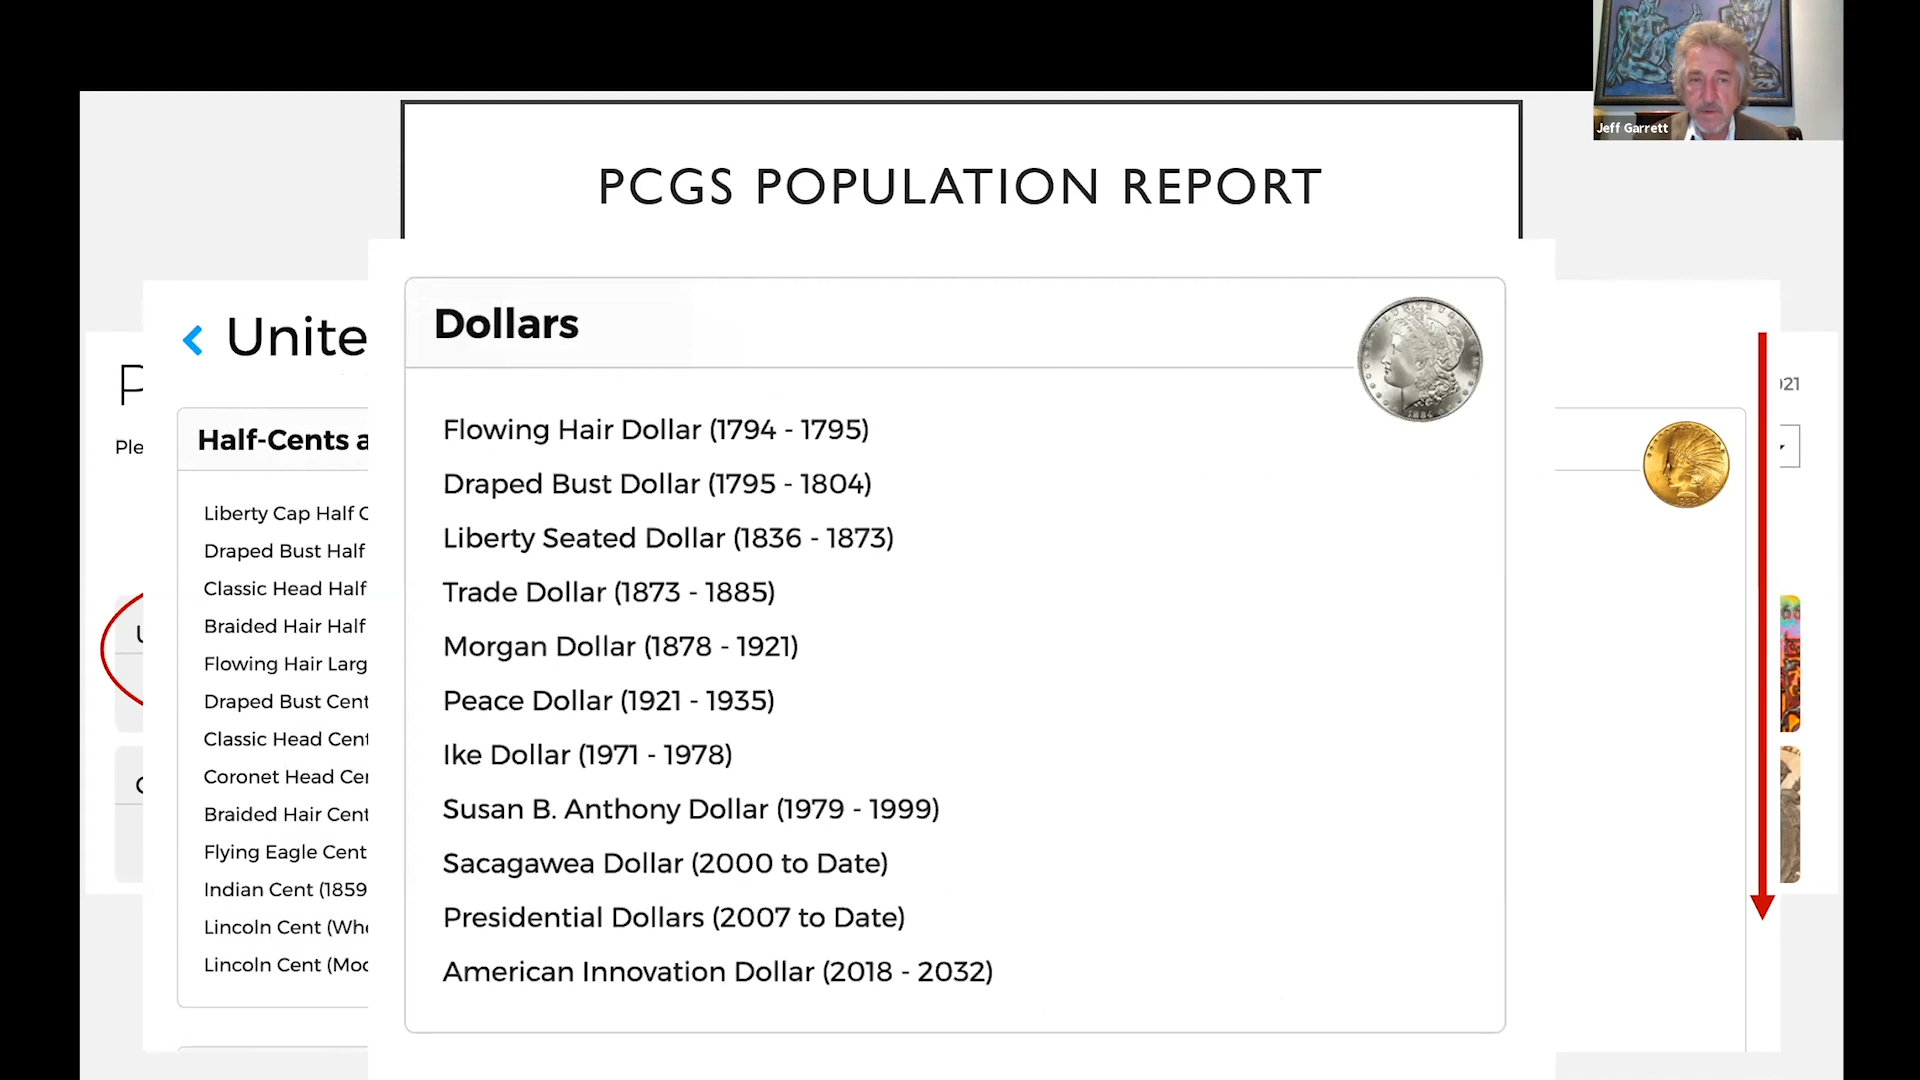 Jeff Garrett
PCGS POPULATION REPORT
Dollars
Flowing Hair Dollar (1794 - 1795)
Draped Bust Dollar (1795 - 1804)
Liberty Seated Dollar (1836 - 1873)
Trade Dollar (1873 - 1885)
Morgan Dollar (1878 - 1921)
Peace Dollar (1921 - 1935)
Ike Dollar (1971 - 1978)
Susan B. Anthony Dollar (1979 - 1999)
Sacagawea Dollar (2000 to Date)
Presidential Dollars (2007 to Date)
American Innovation Dollar (2018 - 2032)
Unite
Half-Cents a
Liberty Cap Half C
Draped Bust Half
Classic Head Half
Braided Hair Half
Flowing Hair Larg
Draped Bust Cent
Classic Head Cent
Coronet Head Cer
Braided Hair Cent
Flying Eagle Cent
Indian Cent (1859
Lincoln Cent (Whe
Lincoln Cent (Mod
P
Ple
021